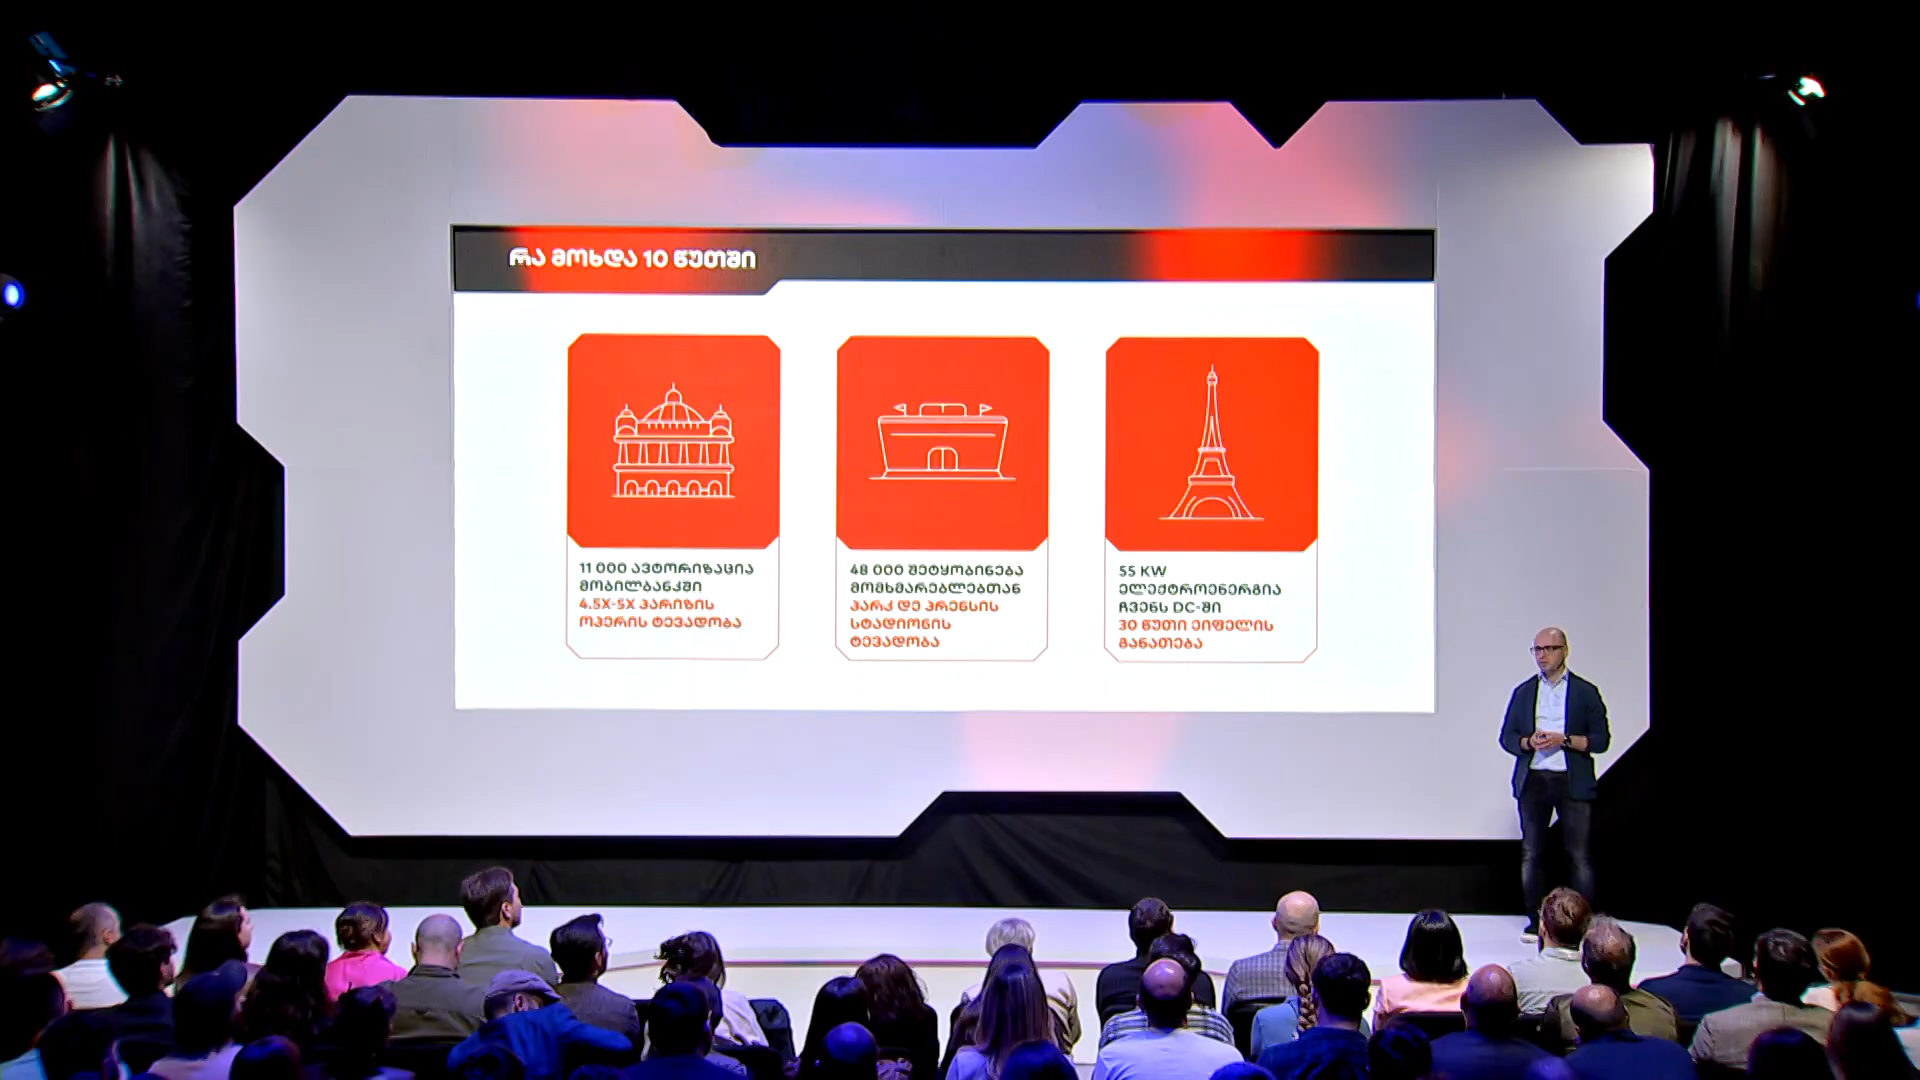 რა მოხდა 10 წუთში
11 000 ავტორიზაცია
მობილბანკში
4.5X-5X პარიზის
ოპერის ტევადობა
48 000 შეტყობინება
მომხმარებლებთან
პარკ დე პრენსის
სტადიონის
ტევადობა
55 KW
ელექტროენერგია
ჩვენს DC-ში
30 წუთი ეიფელის
განათება